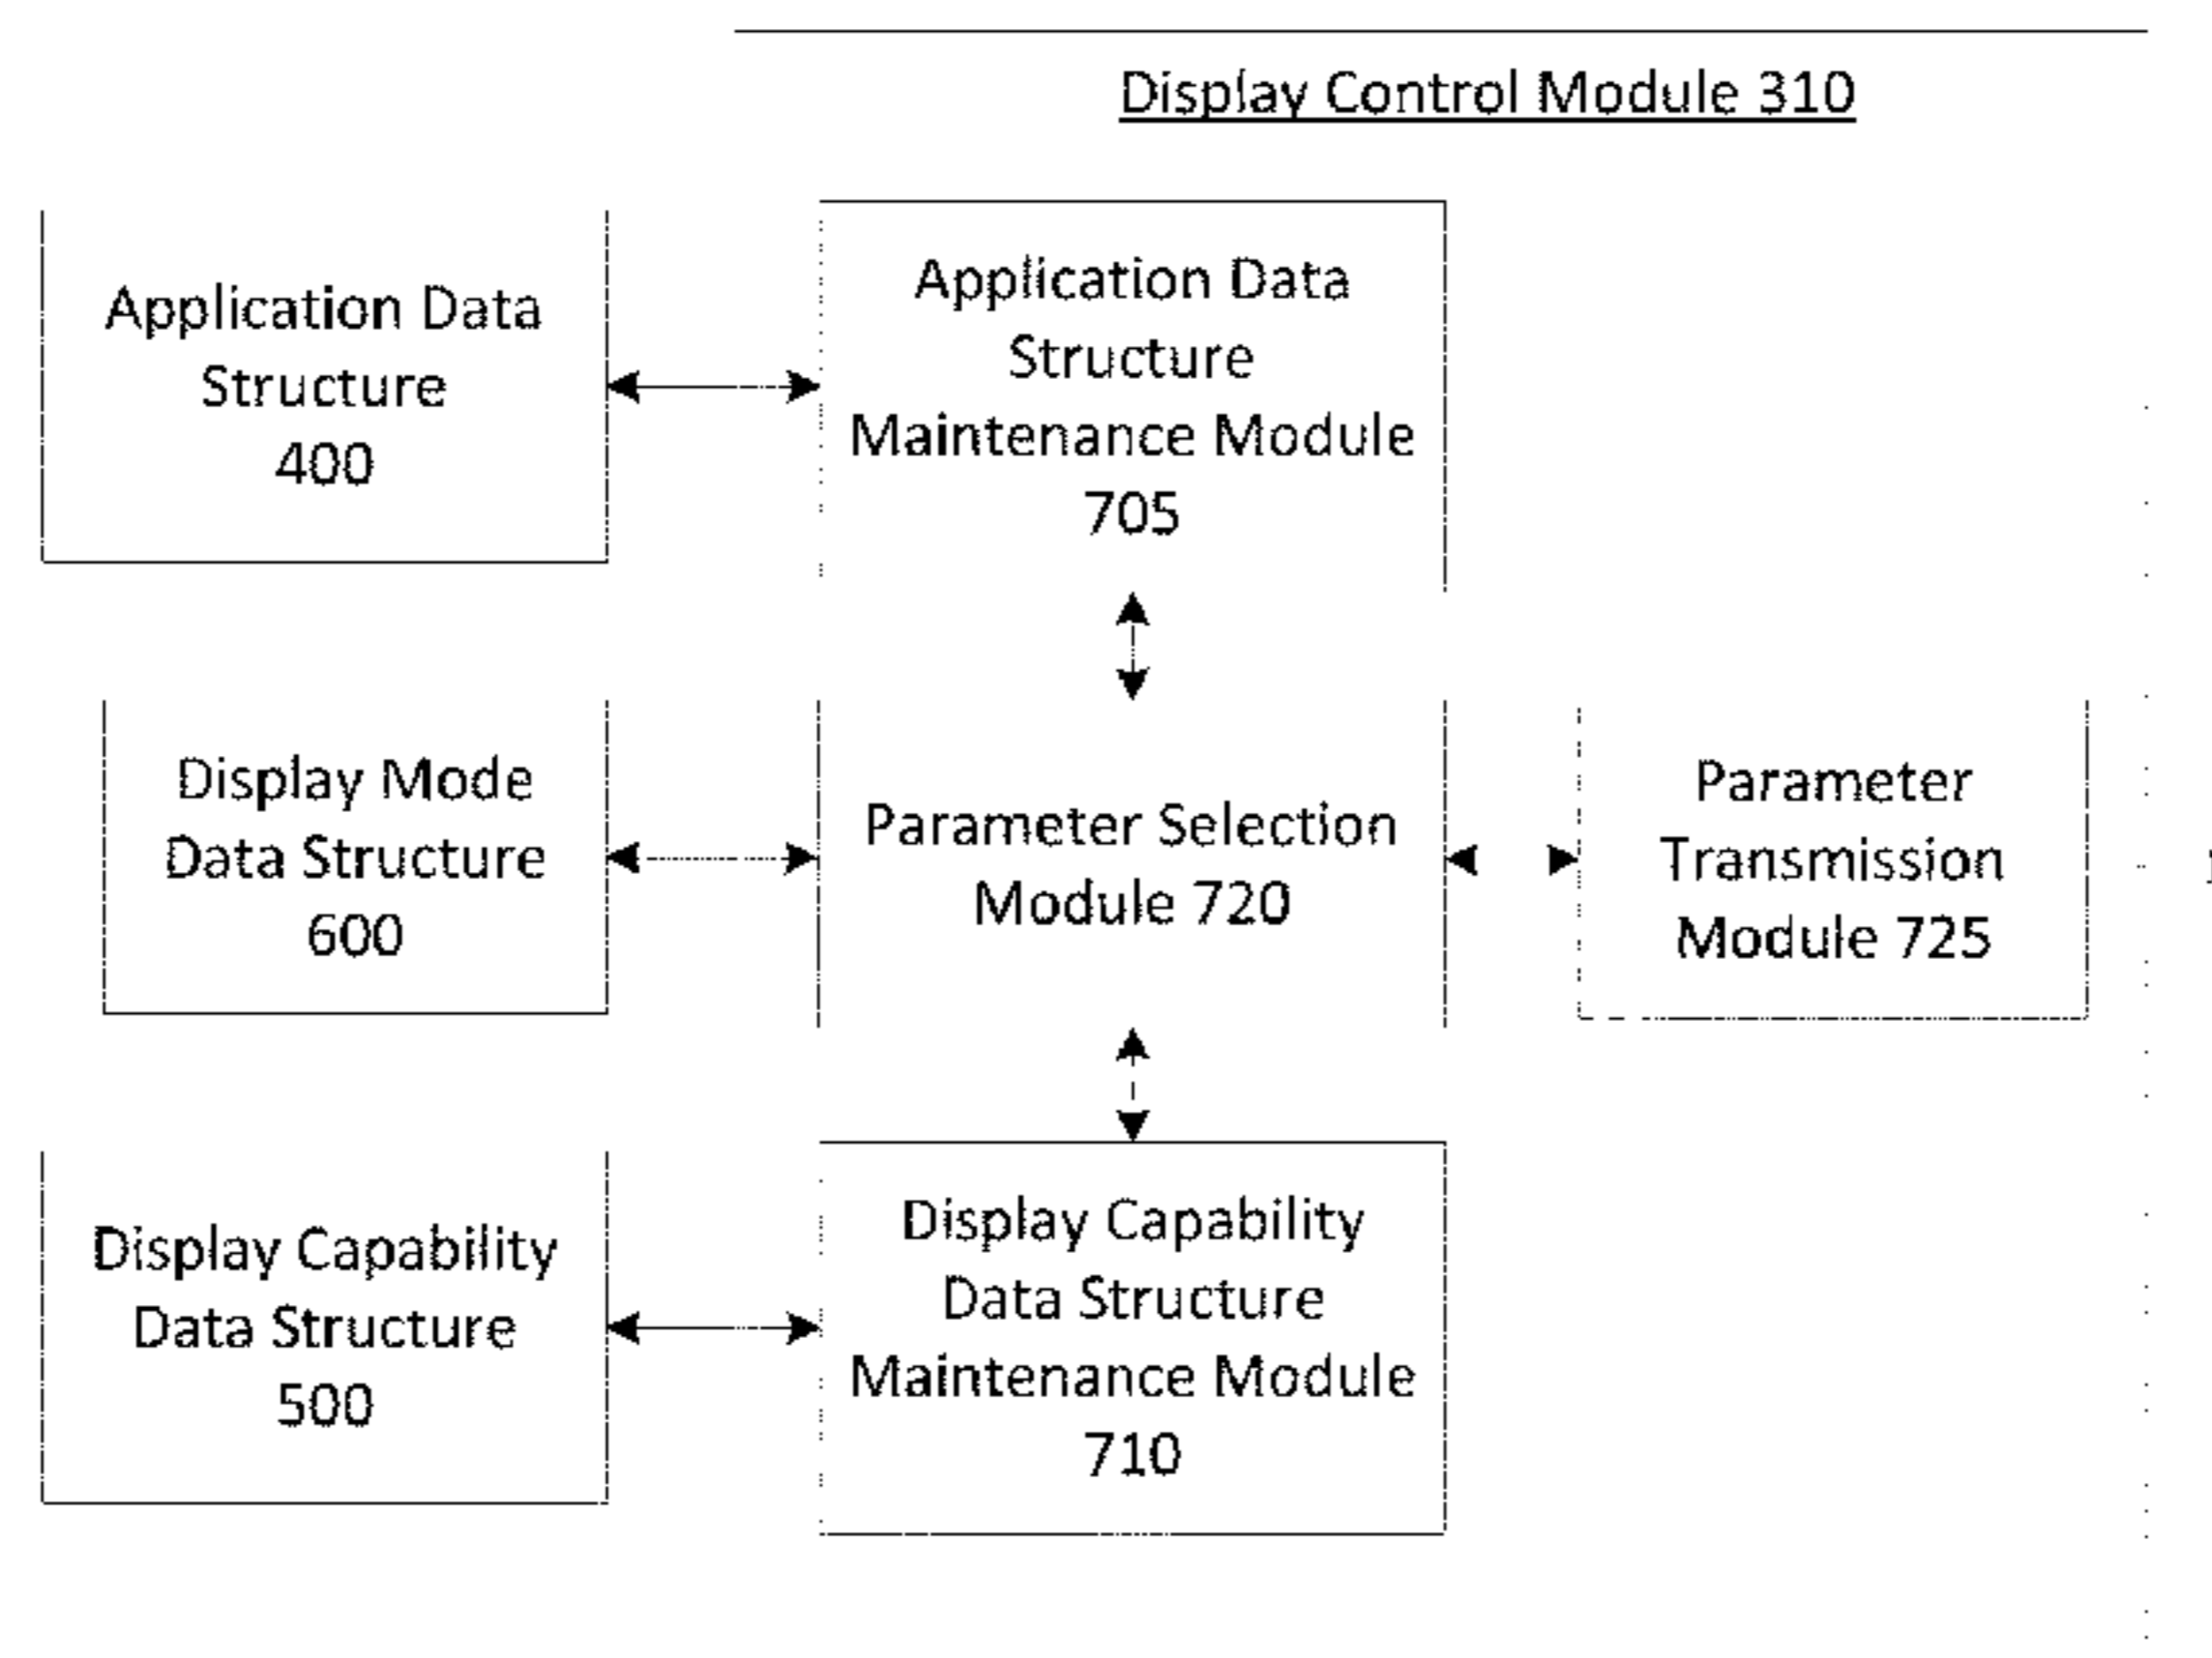 Display Control Module 310
Application Data
Structure
400
Application Data
Structure
Maintenance Module
705
Display Mode
Data Structure
600
Parameter Selection
Module 720
Parameter
Transmission
Module 725
Display Capability
Data Structure
500
Display Capability
Data Structure
Maintenance Module
710